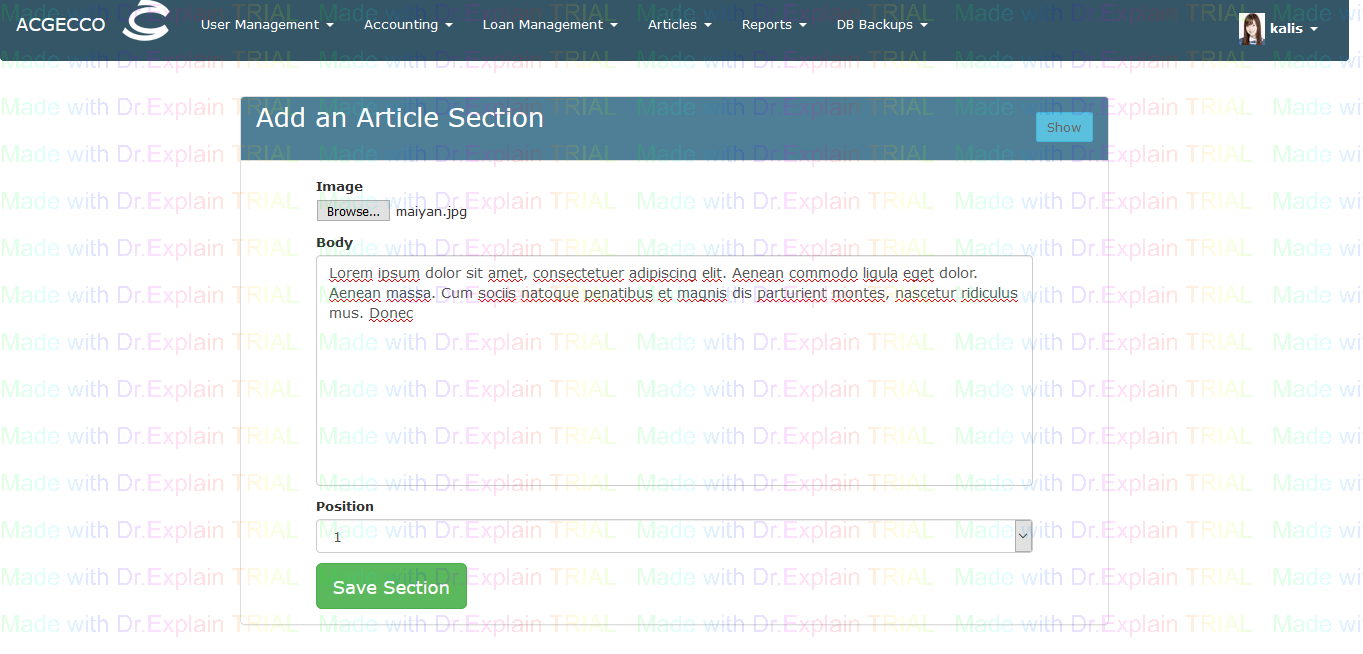 ACGECCO User Management Accounting Loan Management Articles Reports DB Backups kalis
Add an Article Section
Show
Image
Browse... maiyan.jpg
Body
Lorem ipsum dolor sit amet, consectetuer adipiscing elit. Aenean commodo ligula eget dolor.
Aenean massa. Cum sociis natoque penatibus et magnis dis parturient montes, nascetur ridiculus
mus. Donec
Position
1
Save Section
Made with Dr.Explain TRIAL